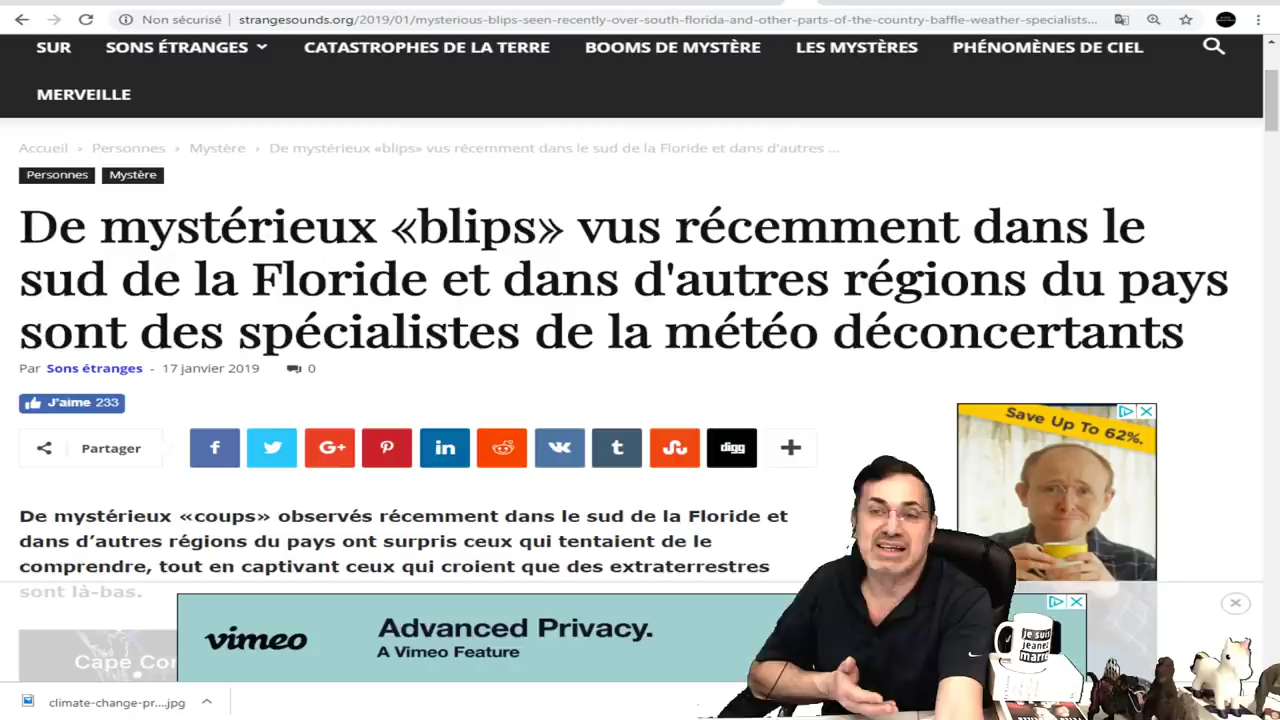 Non sécurisé
strangesounds.org/2019/01/mysterious-blips-seen-recently-over-south-florida-and-other-parts-of-the-country-baffle-weather-specialists...
SUR SONS ÉTRANGES CATASTROPHES DE LA TERRE BOOMS DE MYSTÈRE LES MYSTÈRES PHÉNOMÈNES DE CIEL
MERVEILLE
Accueil › Personnes › Mystère › De mystérieux «blips» vus récemment dans le sud de la Floride et dans d'autres ...
Personnes Mystère
De mystérieux «blips» vus récemment dans le
sud de la Floride et dans d'autres régions du pays
sont des spécialistes de la météo déconcertants
Par Sons étranges - 17 janvier 2019 0
J'aime 233
Save Up To 62%.
Partager
digg
De mystérieux «coups» observés récemment dans le sud de la Floride et
dans d’autres régions du pays ont surpris ceux qui tentaient de le
comprendre, tout en captivant ceux qui croient que des extraterrestres
sont là-bas.
vimeo
Advanced Privacy.
A Vimeo Feature
Cape Cor
je suis
jeanei
marre
climate-change-pr....jpg